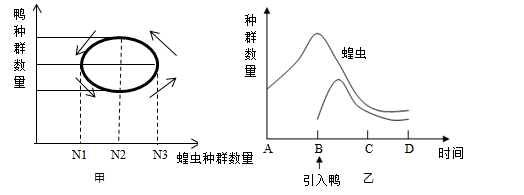 鸭种群数量
N1 N2 N3 蝗虫种群数量
甲
种群数量
蝗虫
A B C D 时间
引入鸭 乙